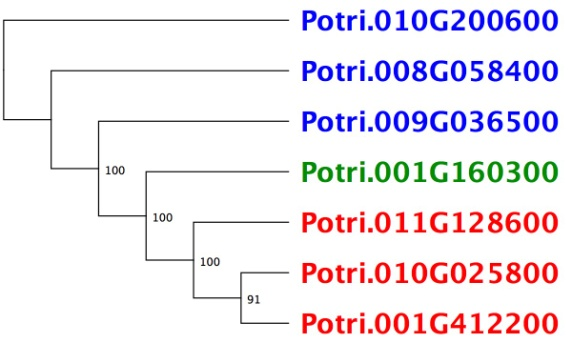 Potri.010G200600
Potri.008G058400
Potri.009G036500
100
Potri.001G160300
100
Potri.011G128600
100
Potri.010G025800
91
Potri.001G412200